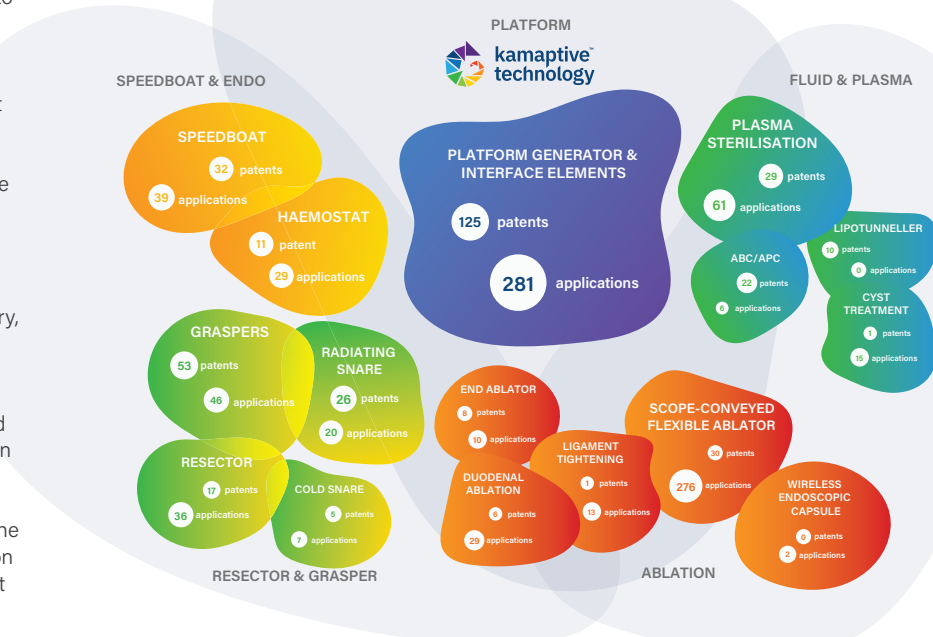 PLATFORM
kamaptive™
technology
SPEEDBOAT & ENDO
FLUID & PLASMA
SPEEDBOAT
32 patents
39 applications
HAEMOSTAT
11 patent
29 applications
PLATFORM GENERATOR &
INTERFACE ELEMENTS
125 patents
281 applications
PLASMA
STERILISATION
29 patents
61 applications
LIPOTUNNELLER
10 patents
0 applications
ABC/APC
22 patents
6 applications
CYST
TREATMENT
1 patents
15 applications
GRASPERS
53 patents
46 applications
RADIATING
SNARE
26 patents
20 applications
RESECTOR
17 patents
36 applications
COLD SNARE
5 patents
7 applications
RESECTOR & GRASPER
END ABLATOR
8 patents
10 applications
LIGAMENT
TIGHTENING
1 patents
13 applications
DUODENAL
ABLATION
6 patents
29 applications
SCOPE-CONVEYED
FLEXIBLE ABLATOR
30 patents
276 applications
WIRELESS
ENDOSCOPIC
CAPSULE
0 patents
2 applications
ABLATION